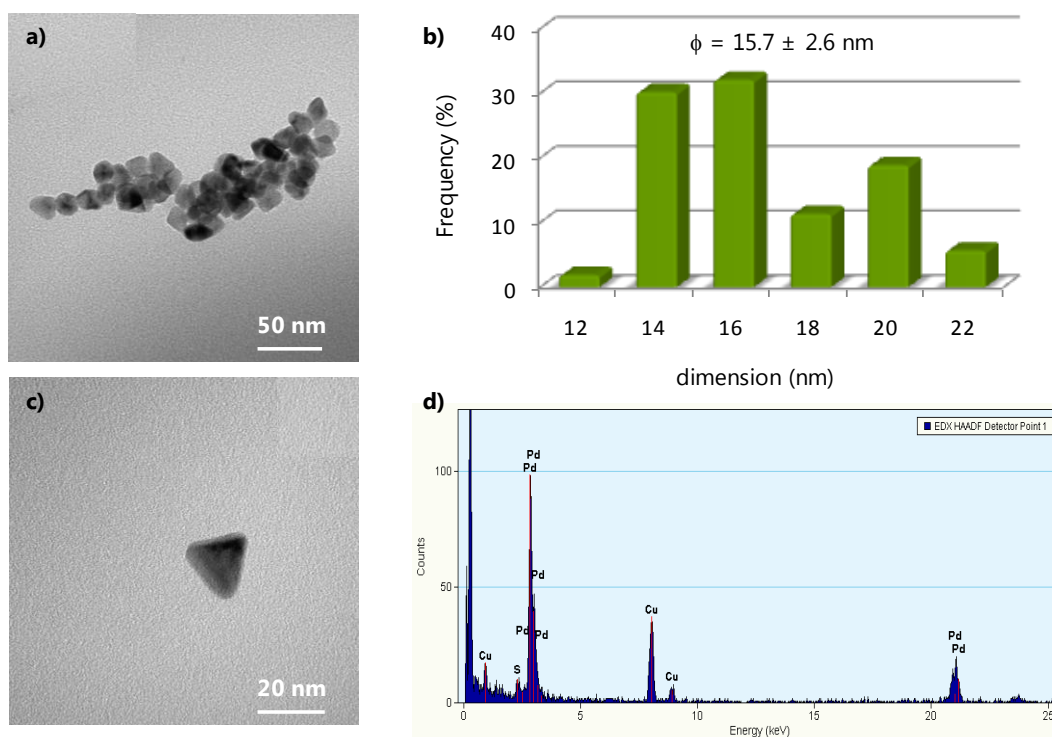 a)
50 nm
b)
ϕ = 15.7 ± 2.6 nm
Frequency (%)
40
30
20
10
0
12 14 16 18 20 22
dimension (nm)
c)
20 nm
d)
EDX HAADF Detector Point 1
Counts
100
50
0
Cu
S
Pd
Pd
Pd
Pd
Pd
Cu
Cu
Pd
Pd
0 5 10 15 20 25
Energy (keV)